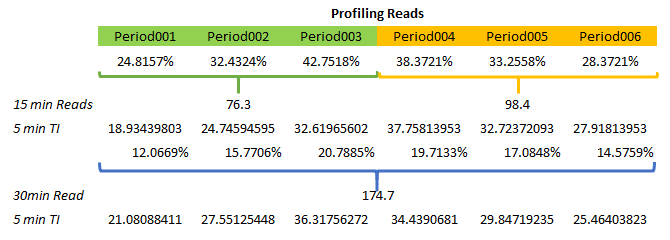 Profiling Reads
Period001 Period002 Period003 Period004 Period005 Period006
24.8157% 32.4324% 42.7518% 38.3721% 33.2558% 28.3721%
15 min Reads 76.3 98.4
5 min TI 18.93439803 24.74594595 32.61965602 37.75813953 32.72372093 27.91813953
12.0669% 15.7706% 20.7885% 19.7133% 17.0848% 14.5759%
30min Read 174.7
5 min TI 21.08088411 27.55125448 36.31756272 34.4390681 29.84719235 25.46403823